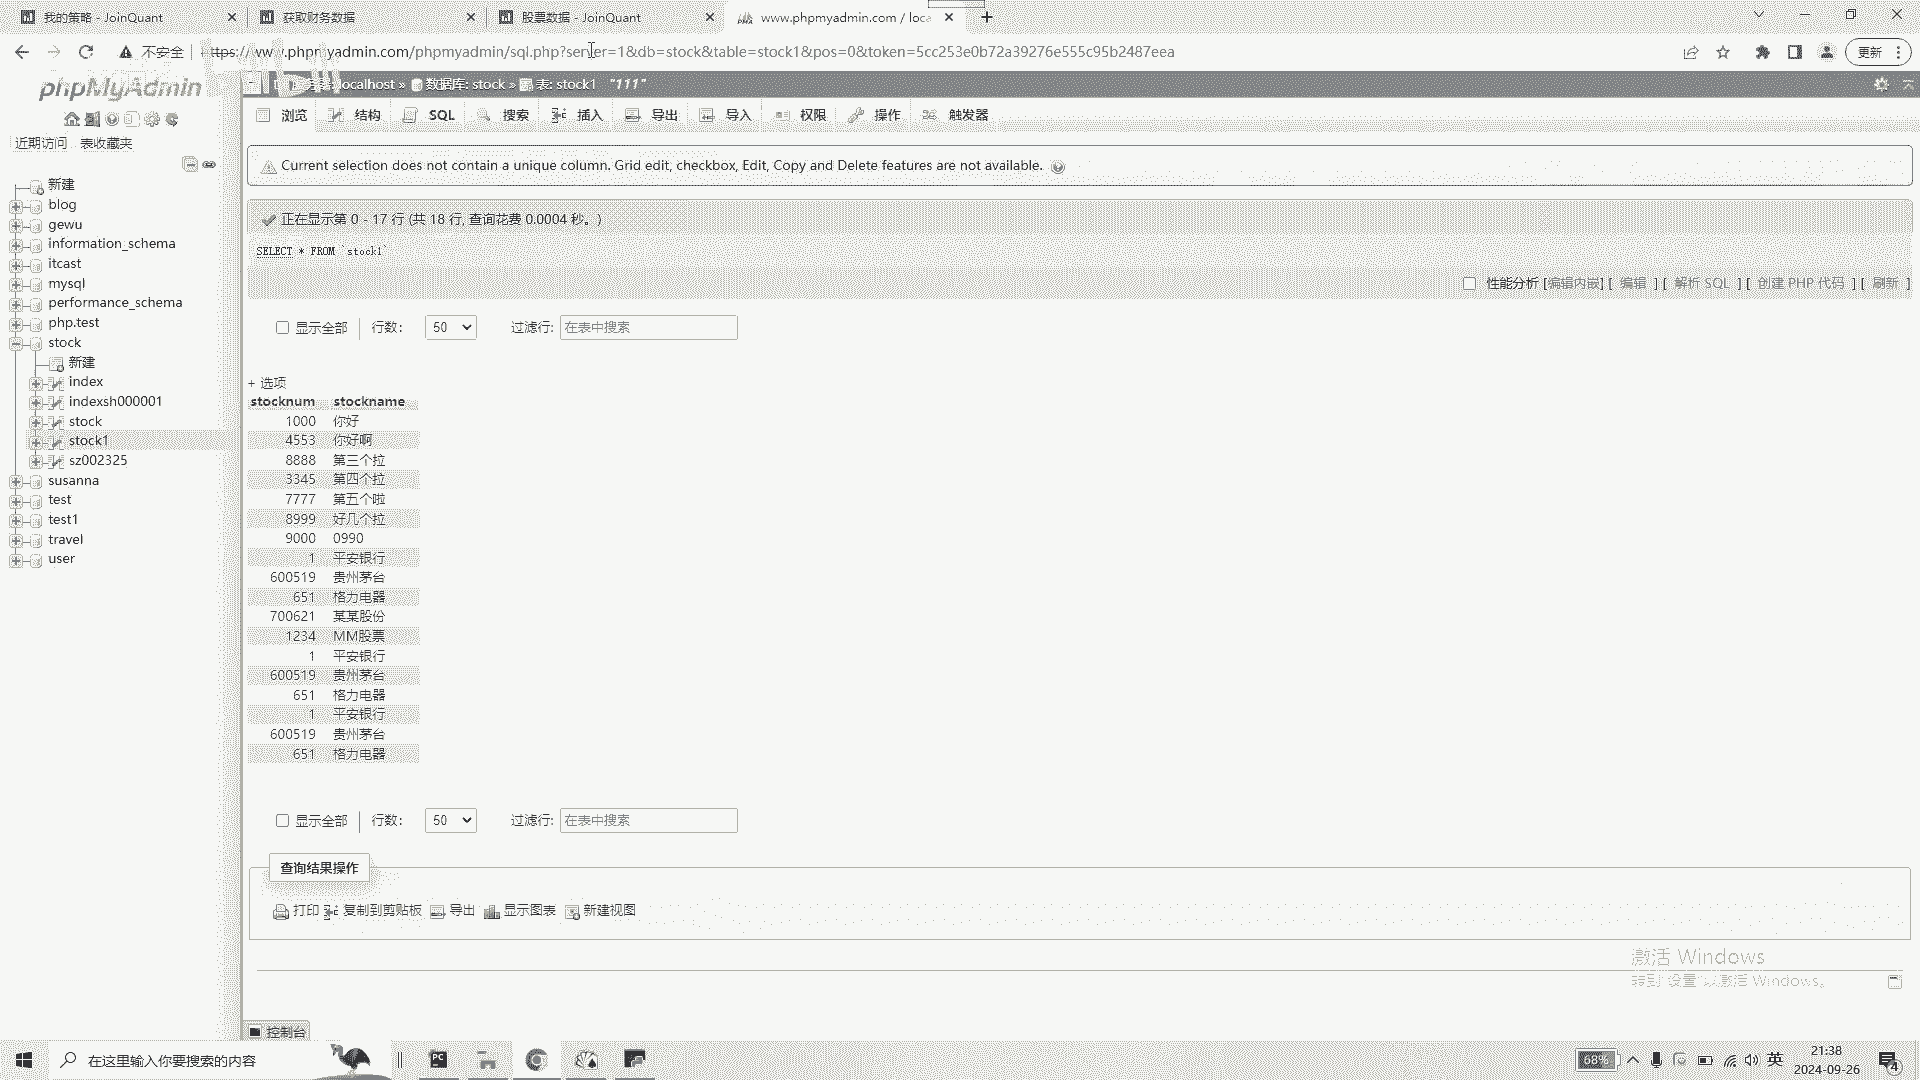 我的策略 - JoinQuant
获取财务数据
股票数据 - JoinQuant
www.phpmyadmin.com / loca
不安全
https://www.phpmyadmin.com/phpmyadmin/sql.php?server=1&db=stock&table=stock1&pos=0&token=5cc253e0b72a39276e555c95b2487eea
更新
phpMyAdmin
localhost » 数据库: stock » 表: stock1 "111"
浏览 结构 SQL 搜索 插入 导出 导入 权限 操作 触发器
近期访问 表收藏夹
新建
blog
gewu
information_schema
itcast
mysql
performance_schema
php.test
stock
新建
index
indexsh000001
stock
stock1
sz002325
susanna
test
test1
travel
user
Current selection does not contain a unique column. Grid edit, checkbox, Edit, Copy and Delete features are not available.
正在显示第 0 - 17 行 (共 18 行, 查询花费 0.0004 秒。)
SELECT * FROM `stock1`
性能分析 [编辑内嵌] [ 编辑 ] [ 解析 SQL ] [ 创建 PHP 代码 ] [ 刷新 ]
显示全部 行数: 50 过滤行: 在表中搜索
+ 选项
stocknum stockname
1000 你好
4553 你好啊
8888 第三个拉
3345 第四个拉
7777 第五个啦
8999 好几个拉
9000 0990
1 平安银行
600519 贵州茅台
651 格力电器
700621 某某股份
1234 MM股票
1 平安银行
600519 贵州茅台
651 格力电器
1 平安银行
600519 贵州茅台
651 格力电器
显示全部 行数: 50 过滤行: 在表中搜索
查询结果操作
打印 复制到剪贴板 导出 显示图表 新建视图
激活 Windows
转到"设置"以激活 Windows。
控制台
在这里输入你要搜索的内容
PC
68%
英
21:38
2024-09-26
4